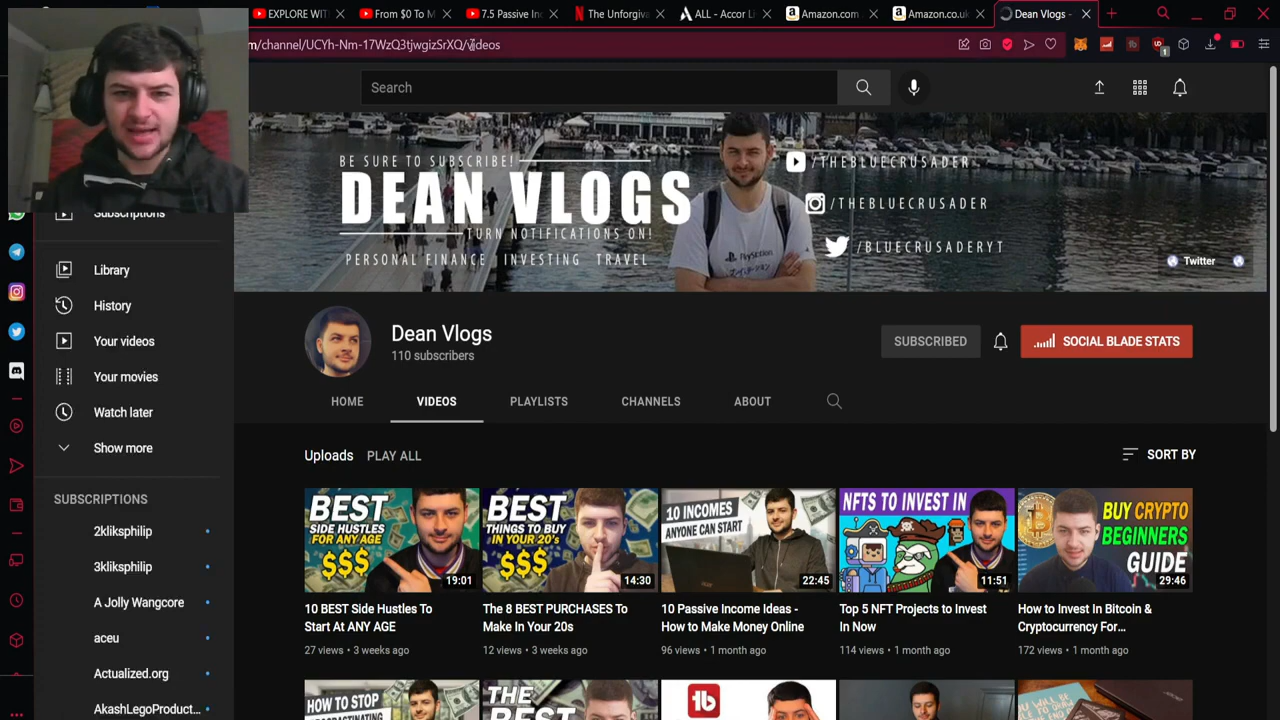 EXPLORE WIT
From $0 To M
7.5 Passive Inc
The Unforgiva
ALL - Accor Li
Amazon.com
Amazon.co.uk
Dean Vlogs -
m/channel/UCYh-Nm-17WzQ3tjwgizSrXQ/videos
1
Search
BE SURE TO SUBSCRIBE!
DEAN VLOGS
TURN NOTIFICATIONS ON!
PERSONAL FINANCE | INVESTING | TRAVEL
/THEBLUECRUSADER
/THEBLUECRUSADER
/BLUECRUSADERYT
PlayStation
Twitter
Subscriptions
Library
History
Your videos
Your movies
Watch later
Show more
SUBSCRIPTIONS
2kliksphilip
3kliksphilip
A Jolly Wangcore
aceu
Actualized.org
AkashLegoProduct...
Dean Vlogs
110 subscribers
SUBSCRIBED
SOCIAL BLADE STATS
HOME
VIDEOS
PLAYLISTS
CHANNELS
ABOUT
Uploads
PLAY ALL
SORT BY
BEST
SIDE HUSTLES
FOR ANY AGE
$$$
19:01
10 BEST Side Hustles To
Start At ANY AGE
27 views • 3 weeks ago
BEST
THINGS TO BUY
IN YOUR 20's
$$$
14:30
The 8 BEST PURCHASES To
Make In Your 20s
12 views • 3 weeks ago
10 INCOMES
ANYONE CAN START
22:45
10 Passive Income Ideas -
How to Make Money Online
96 views • 1 month ago
NFTS TO INVEST IN
11:51
Top 5 NFT Projects to Invest
In Now
114 views • 1 month ago
BUY CRYPTO
BEGINNERS
GUIDE
29:46
How to Invest In Bitcoin &
Cryptocurrency For...
172 views • 1 month ago
HOW TO STOP
THE
BEST
tb